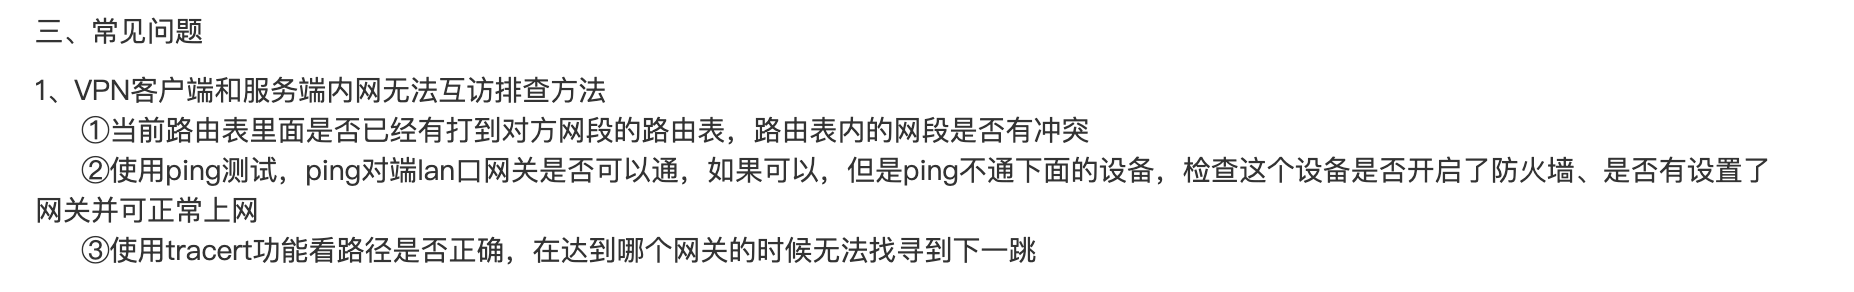 三、常见问题
1、VPN客户端和服务端内网无法互访排查方法
①当前路由表里面是否已经有打到对方网段的路由表，路由表内的网段是否有冲突
②使用ping测试，ping对端lan口网关是否可以通，如果可以，但是ping不通下面的设备，检查这个设备是否开启了防火墙、是否有设置了
网关并可正常上网
③使用tracert功能看路径是否正确，在达到哪个网关的时候无法找寻到下一跳